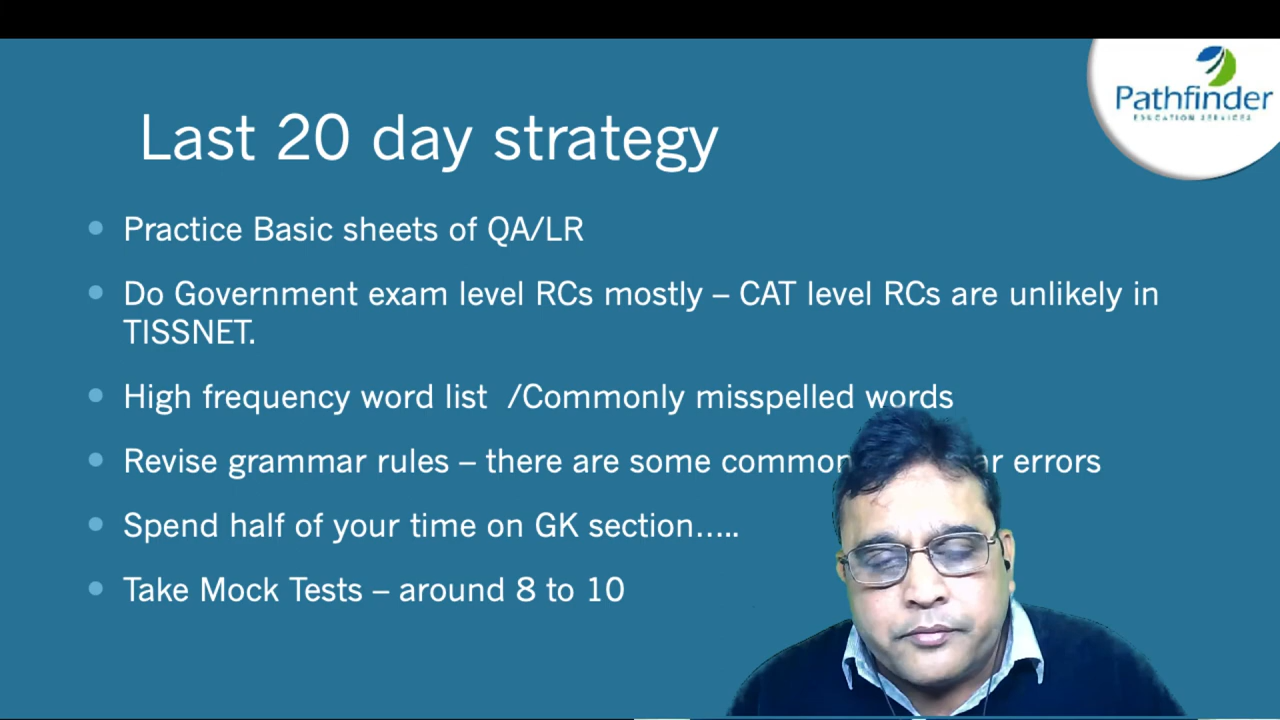 Pathfinder
EDUCATION SERVICES
Last 20 day strategy
Practice Basic sheets of QA/LR
Do Government exam level RCs mostly – CAT level RCs are unlikely in
TISSNET.
High frequency word list /Commonly misspelled words
Revise grammar rules – there are some common errors
Spend half of your time on GK section.....
Take Mock Tests – around 8 to 10